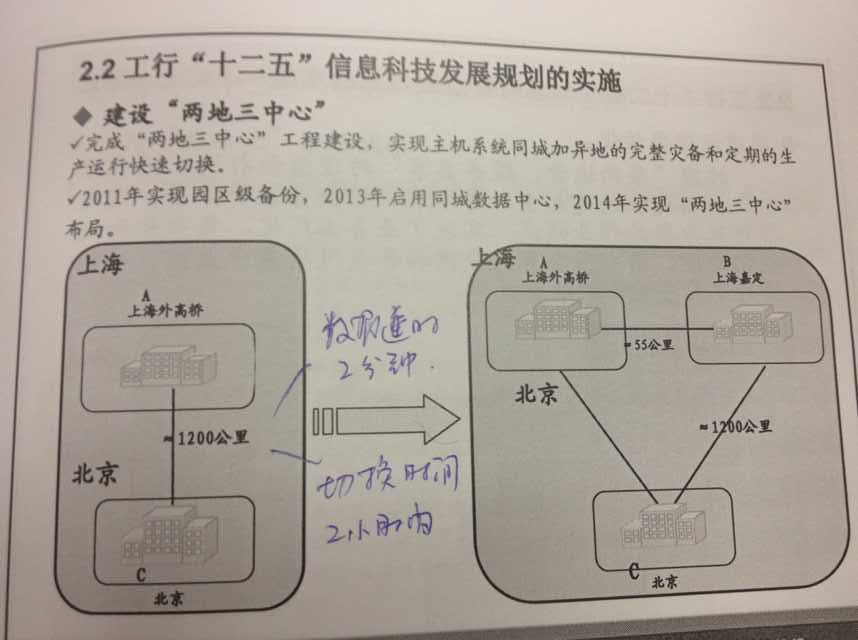 2.2 工行“十二五”信息科技发展规划的实施
◆ 建设“两地三中心”
✓完成“两地三中心”工程建设，实现主机系统同城加异地的完整灾备和定期的生
产运行快速切换。
✓2011年实现园区级备份，2013年启用同城数据中心，2014年实现“两地三中心”
布局。
上海
A
上海外高桥
≈1200公里
北京
C
北京
数据延时
2分钟.
切换时间
2小时内
上海
A
上海外高桥
B
上海嘉定
≈55公里
北京
≈1200公里
C
北京